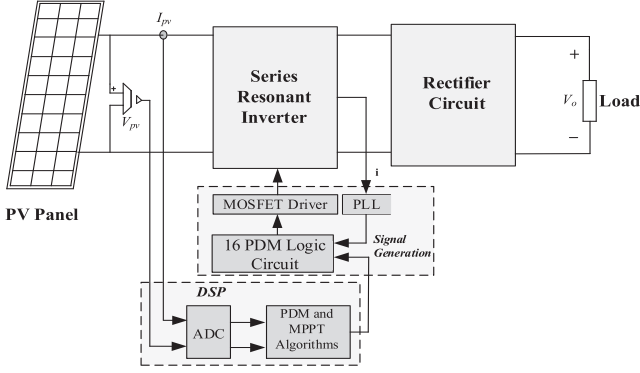 I_pv
+
V_pv
PV Panel
Series
Resonant
Inverter
Rectifier
Circuit
+
V_o
−
Load
i
MOSFET Driver
PLL
16 PDM Logic
Circuit
Signal
Generation
DSP
ADC
PDM and
MPPT
Algorithms